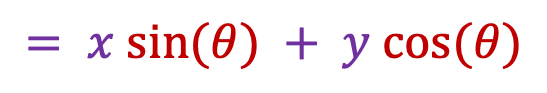 = x sin(θ) + y cos(θ)